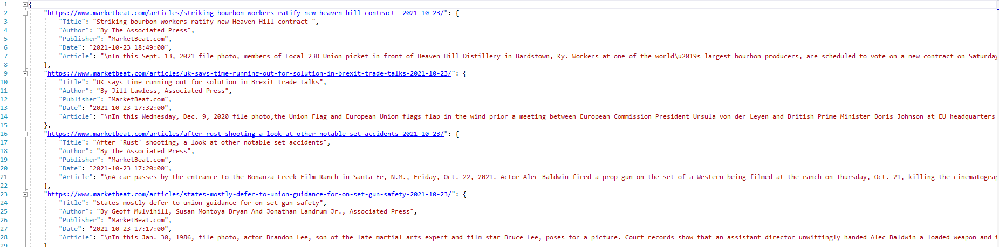 1 {
2 "https://www.marketbeat.com/articles/striking-bourbon-workers-ratify-new-heaven-hill-contract--2021-10-23/": {
3 "Title": "Striking bourbon workers ratify new Heaven Hill contract ",
4 "Author": "By The Associated Press",
5 "Publisher": "MarketBeat.com",
6 "Date": "2021-10-23 18:49:00",
7 "Article": "\nIn this Sept. 13, 2021 file photo, members of Local 23D Union picket in front of Heaven Hill Distillery in Bardstown, Ky. Workers at one of the world\u2019s largest bourbon producers, are scheduled to vote on a new contract on Saturday
8 },
9 "https://www.marketbeat.com/articles/uk-says-time-running-out-for-solution-in-brexit-trade-talks-2021-10-23/": {
10 "Title": "UK says time running out for solution in Brexit trade talks",
11 "Author": "By Jill Lawless, Associated Press",
12 "Publisher": "MarketBeat.com",
13 "Date": "2021-10-23 17:32:00",
14 "Article": "\nIn this Wednesday, Dec. 9, 2020 file photo,the Union Flag and European Union flags flap in the wind prior a meeting between European Commission President Ursula von der Leyen and British Prime Minister Boris Johnson at EU headquarters
15 },
16 "https://www.marketbeat.com/articles/after-rust-shooting-a-look-at-other-notable-set-accidents-2021-10-23/": {
17 "Title": "After 'Rust' shooting, a look at other notable set accidents",
18 "Author": "By The Associated Press",
19 "Publisher": "MarketBeat.com",
20 "Date": "2021-10-23 17:20:00",
21 "Article": "\nA car passes by the entrance to the Bonanza Creek Film Ranch in Santa Fe, N.M., Friday, Oct. 22, 2021. Actor Alec Baldwin fired a prop gun on the set of a Western being filmed at the ranch on Thursday, Oct. 21, killing the cinematograp
22 },
23 "https://www.marketbeat.com/articles/states-mostly-defer-to-union-guidance-for-on-set-gun-safety-2021-10-23/": {
24 "Title": "States mostly defer to union guidance for on-set gun safety",
25 "Author": "By Geoff Mulvihill, Susan Montoya Bryan And Jonathan Landrum Jr., Associated Press",
26 "Publisher": "MarketBeat.com",
27 "Date": "2021-10-23 17:17:00",
28 "Article": "\nIn this Jan. 30, 1986, file photo, actor Brandon Lee, son of the late martial arts expert and film star Bruce Lee, poses for a picture. Court records show that an assistant director unwittingly handed Alec Baldwin a loaded weapon and t
29 }